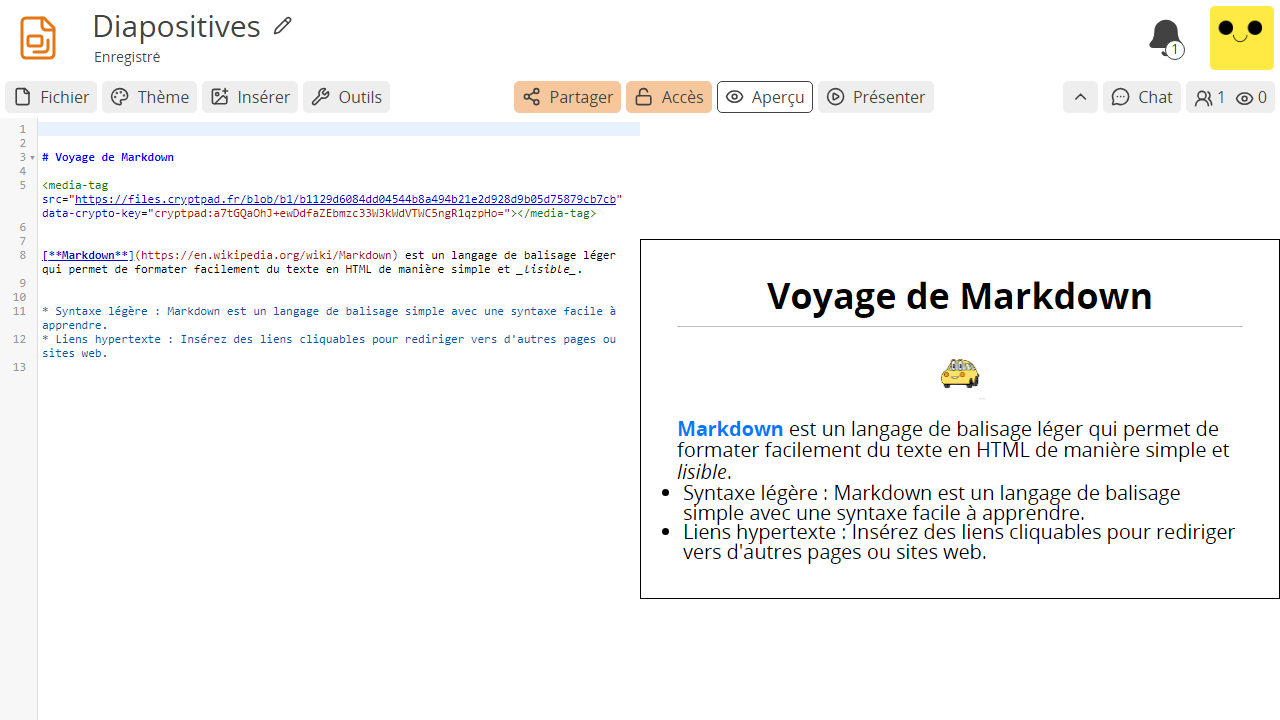 Diapositives
Enregistré
1
Fichier
Thème
Insérer
Outils
Partager
Accès
Aperçu
Présenter
Chat
1
0
1
2
3 # Voyage de Markdown
4
5 <media-tag
src="https://files.cryptpad.fr/blob/b1/b1129d6084dd04544b8a494b21e2d928d9b05d75879cb7cb"
data-crypto-key="cryptpad:a7tGQaOhJ+ewDdfaZEbmzc33W3kWdVTWC5ngR1qzpHo="></media-tag>
6
7
8 [**Markdown**](https://en.wikipedia.org/wiki/Markdown) est un langage de balisage léger
qui permet de formater facilement du texte en HTML de manière simple et _lisible_.
9
10
11 * Syntaxe légère : Markdown est un langage de balisage simple avec une syntaxe facile à
apprendre.
12 * Liens hypertexte : Insérez des liens cliquables pour rediriger vers d'autres pages ou
sites web.
13
Voyage de Markdown
Markdown est un langage de balisage léger qui permet de
formater facilement du texte en HTML de manière simple et
lisible.
• Syntaxe légère : Markdown est un langage de balisage
simple avec une syntaxe facile à apprendre.
• Liens hypertexte : Insérez des liens cliquables pour rediriger
vers d'autres pages ou sites web.